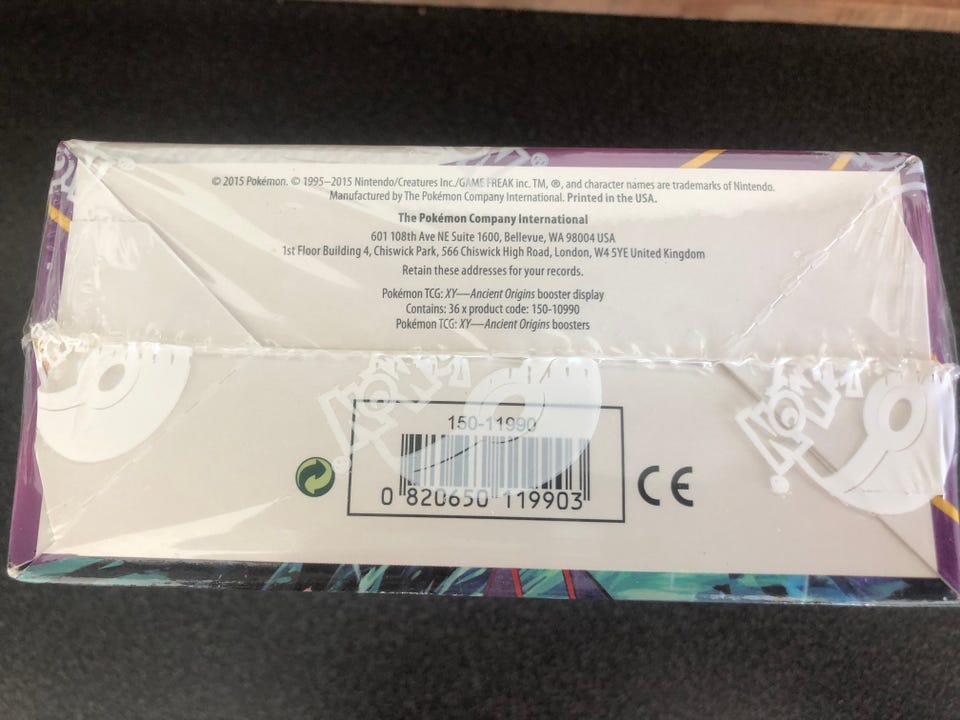 © 2015 Pokémon. © 1995–2015 Nintendo/Creatures Inc./GAME FREAK inc. TM, ®, and character names are trademarks of Nintendo.
Manufactured by The Pokémon Company International. Printed in the USA.
The Pokémon Company International
601 108th Ave NE Suite 1600, Bellevue, WA 98004 USA
1st Floor Building 4, Chiswick Park, 566 Chiswick High Road, London, W4 5YE United Kingdom
Retain these addresses for your records.
Pokémon TCG: XY—Ancient Origins booster display
Contains: 36 x product code: 150-10990
Pokémon TCG: XY—Ancient Origins boosters
150-11990
0 820650 119903
CE